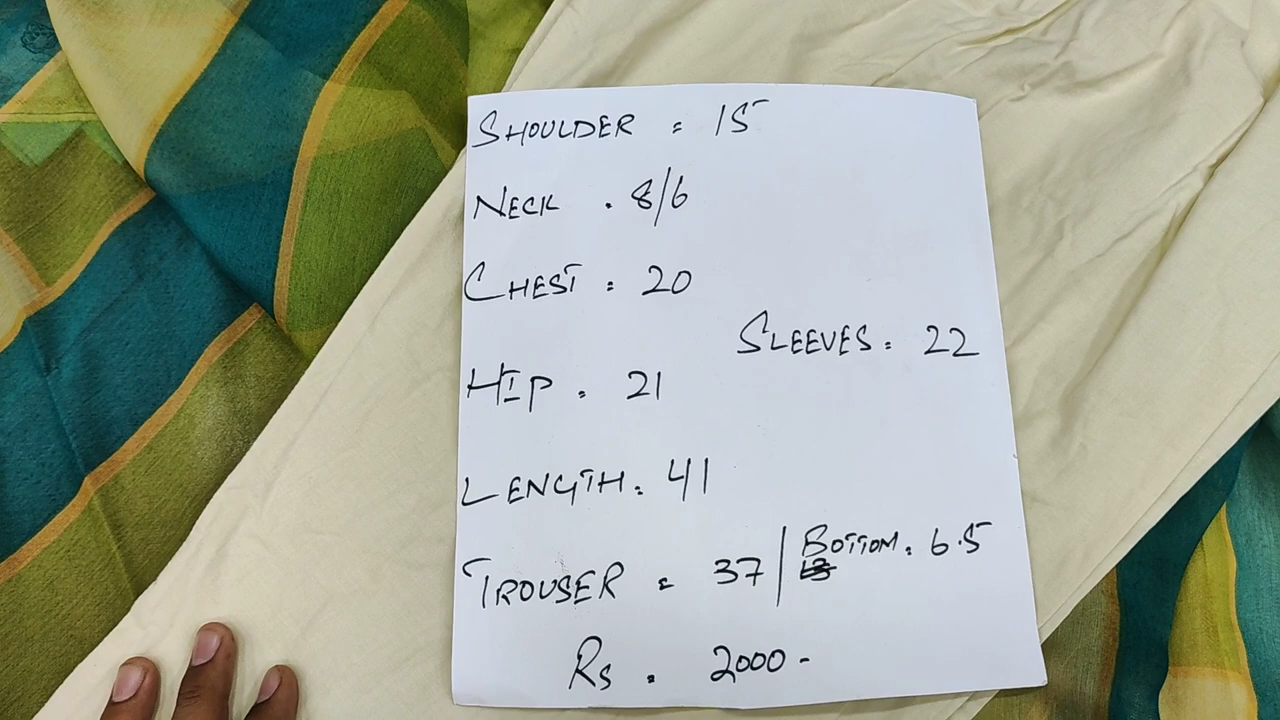 SHOULDER = 15
NECK . 8/6
CHEST = 20
SLEEVES = 22
HIP = 21
LENGTH = 41
TROUSER = 37 | BOTTOM = 6.5
Rs = 2000 -